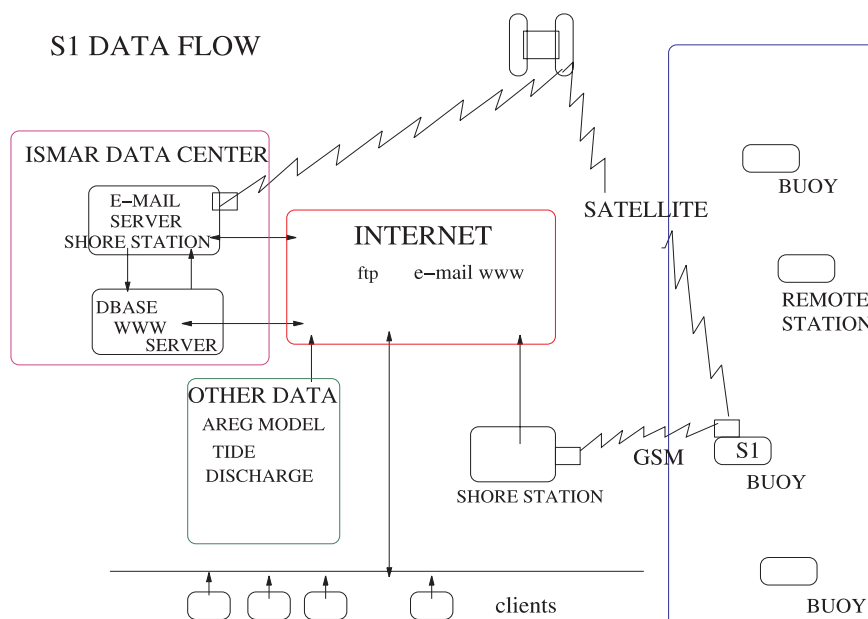 S1 DATA FLOW
ISMAR DATA CENTER
E−MAIL
SERVER
SHORE STATION
DBASE
WWW
SERVER
INTERNET
ftp e−mail www
OTHER DATA
AREG MODEL
TIDE
DISCHARGE
SATELLITE
GSM
SHORE STATION
BUOY
REMOTE
STATION
S1
BUOY
BUOY
clients